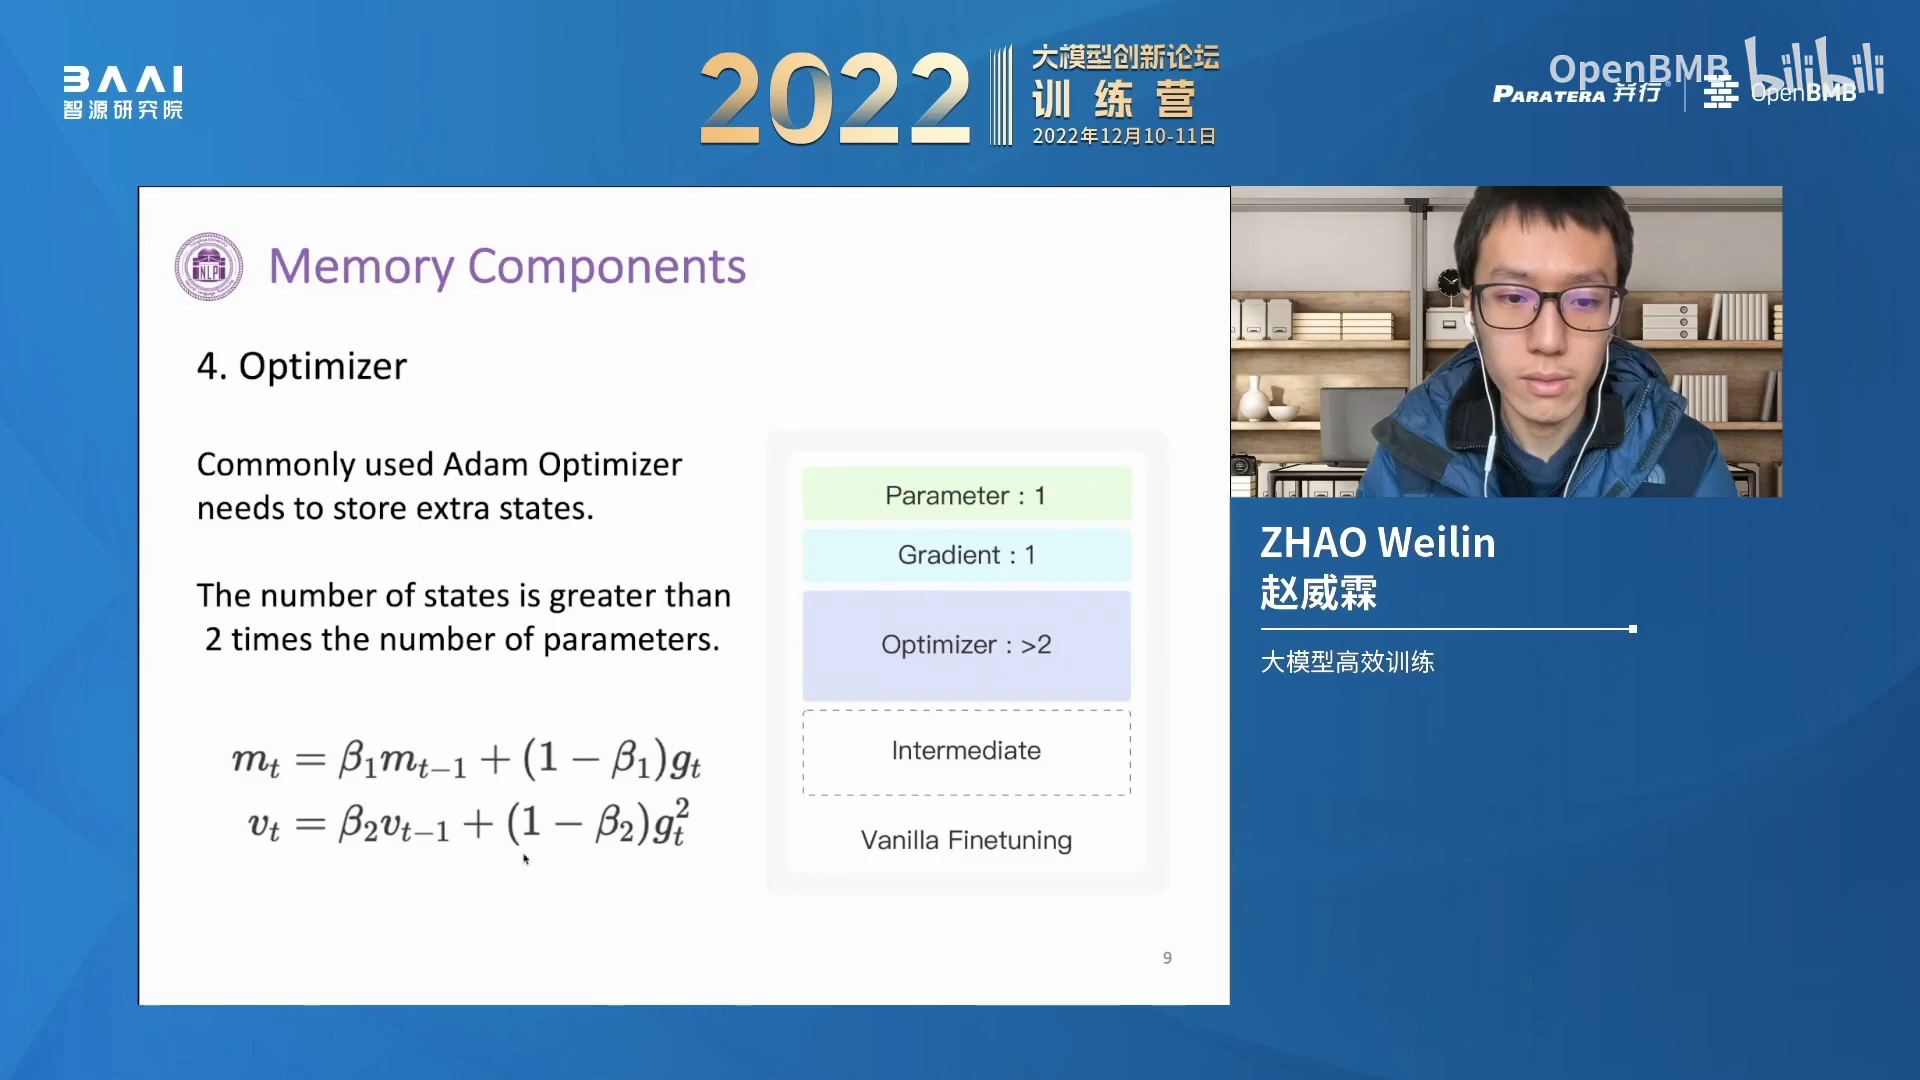 BAAI
智源研究院
2022
大模型创新论坛
训练营
2022年12月10-11日
OpenBMB
bilibili
PARATERA 并行
OpenBMB
NLP
Memory Components
4. Optimizer
Commonly used Adam Optimizer
needs to store extra states.
The number of states is greater than
2 times the number of parameters.
m_t = β_1 m_{t−1} + (1 − β_1)g_t
v_t = β_2 v_{t−1} + (1 − β_2)g_t^2
Parameter : 1
Gradient : 1
Optimizer : >2
Intermediate
Vanilla Finetuning
9
ZHAO Weilin
赵威霖
大模型高效训练